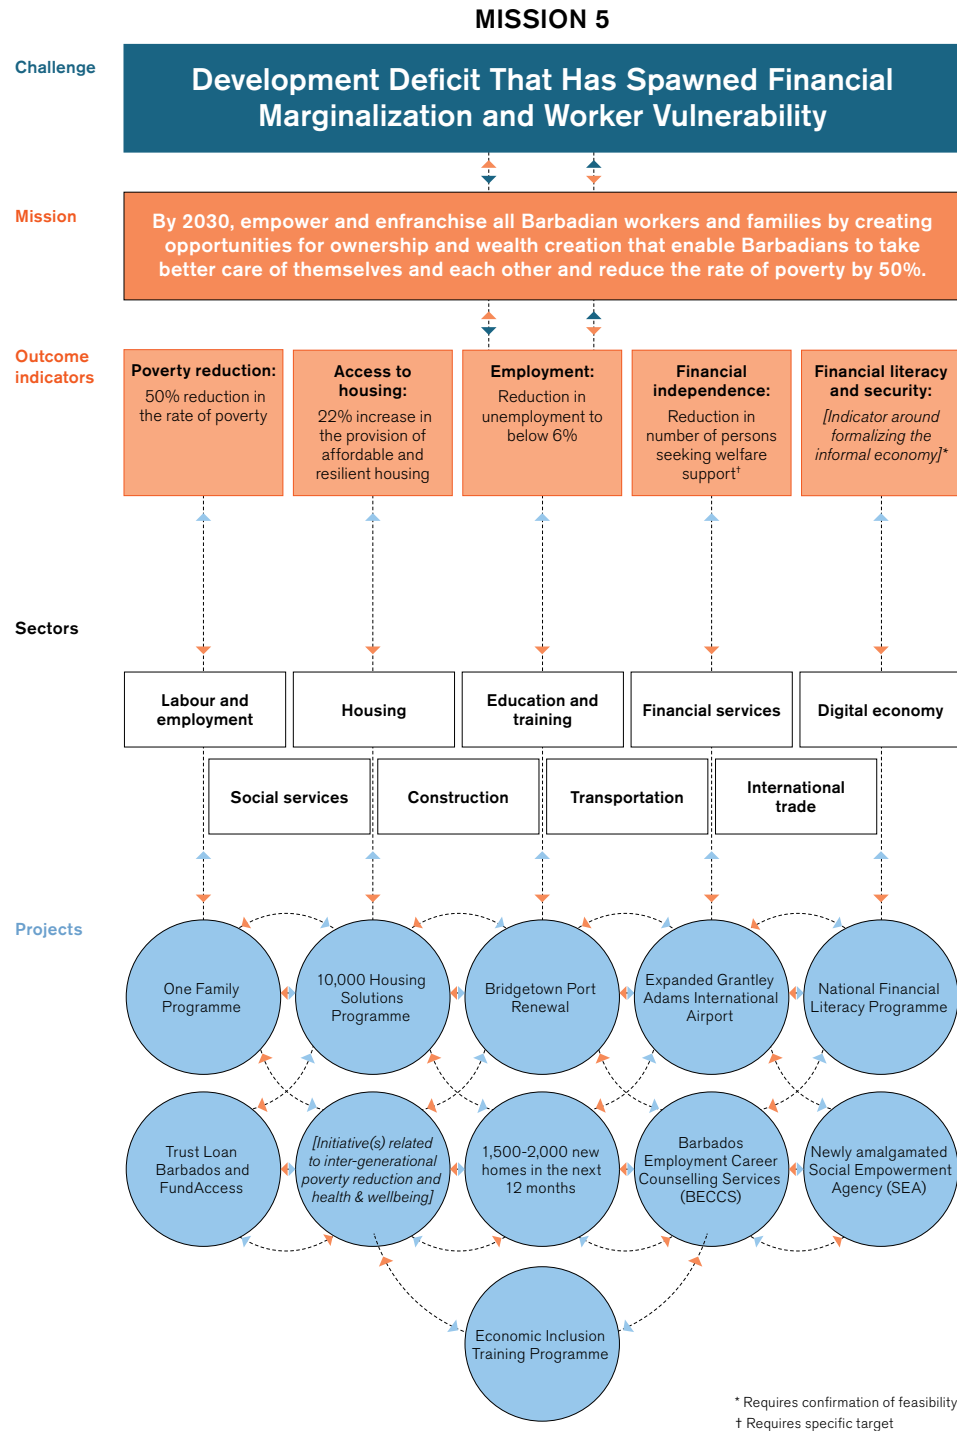 MISSION 5
Challenge
Development Deficit That Has Spawned Financial
Marginalization and Worker Vulnerability
Mission
By 2030, empower and enfranchise all Barbadian workers and families by creating
opportunities for ownership and wealth creation that enable Barbadians to take
better care of themselves and each other and reduce the rate of poverty by 50%.
Outcome
indicators
Poverty reduction:
50% reduction in
the rate of poverty
Access to
housing:
22% increase in
the provision of
affordable and
resilient housing
Employment:
Reduction in
unemployment to
below 6%
Financial
independence:
Reduction in
number of persons
seeking welfare
support†
Financial literacy
and security:
[Indicator around
formalizing the
informal economy]*
Sectors
Labour and
employment
Housing
Education and
training
Financial services
Digital economy
Social services
Construction
Transportation
International
trade
Projects
One Family
Programme
10,000 Housing
Solutions
Programme
Bridgetown Port
Renewal
Expanded Grantley
Adams International
Airport
National Financial
Literacy Programme
Trust Loan
Barbados and
FundAccess
[Initiative(s) related
to inter-generational
poverty reduction and
health & wellbeing]
1,500-2,000 new
homes in the next
12 months
Barbados
Employment Career
Counselling Services
(BECCS)
Newly amalgamated
Social Empowerment
Agency (SEA)
Economic Inclusion
Training Programme
* Requires confirmation of feasibility
† Requires specific target